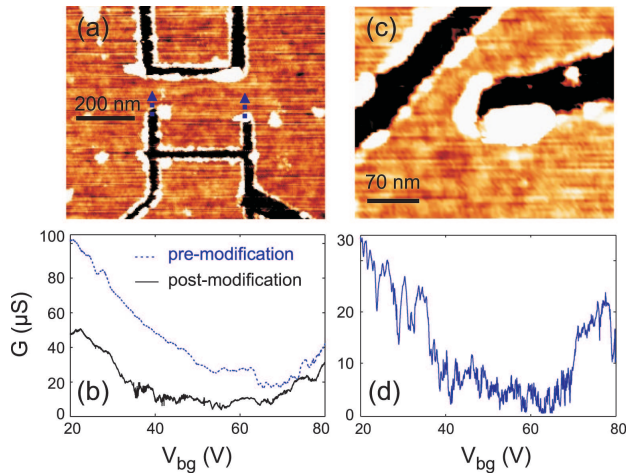 (a)
200 nm
(c)
70 nm
100
80
60
40
20
0
G (µS)
pre-modification
post-modification
(b)
20
40
60
80
V_bg (V)
30
20
10
0
(d)
20
40
60
80
V_bg (V)